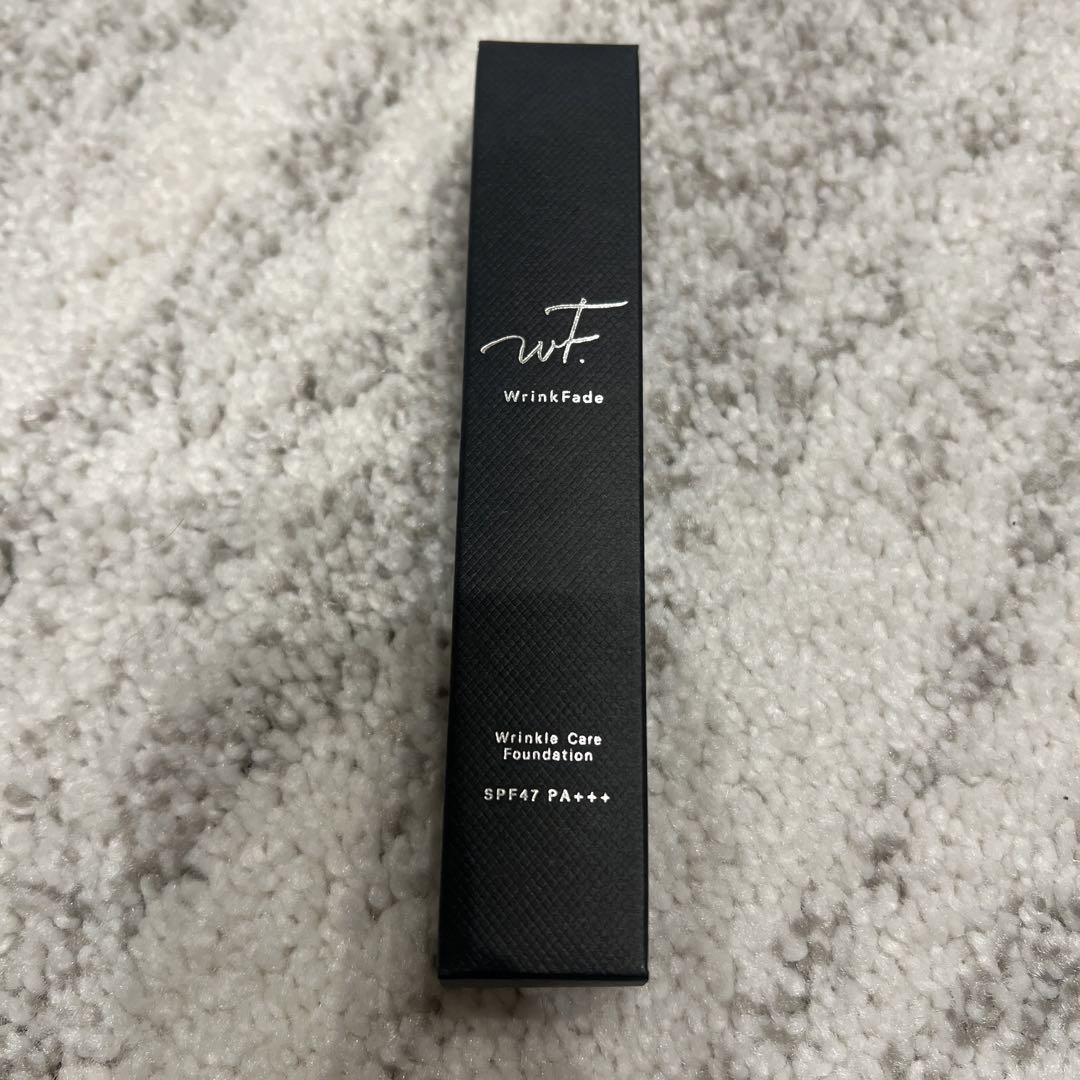 wF.
WrinkFade
Wrinkle Care
Foundation
SPF47 PA+++